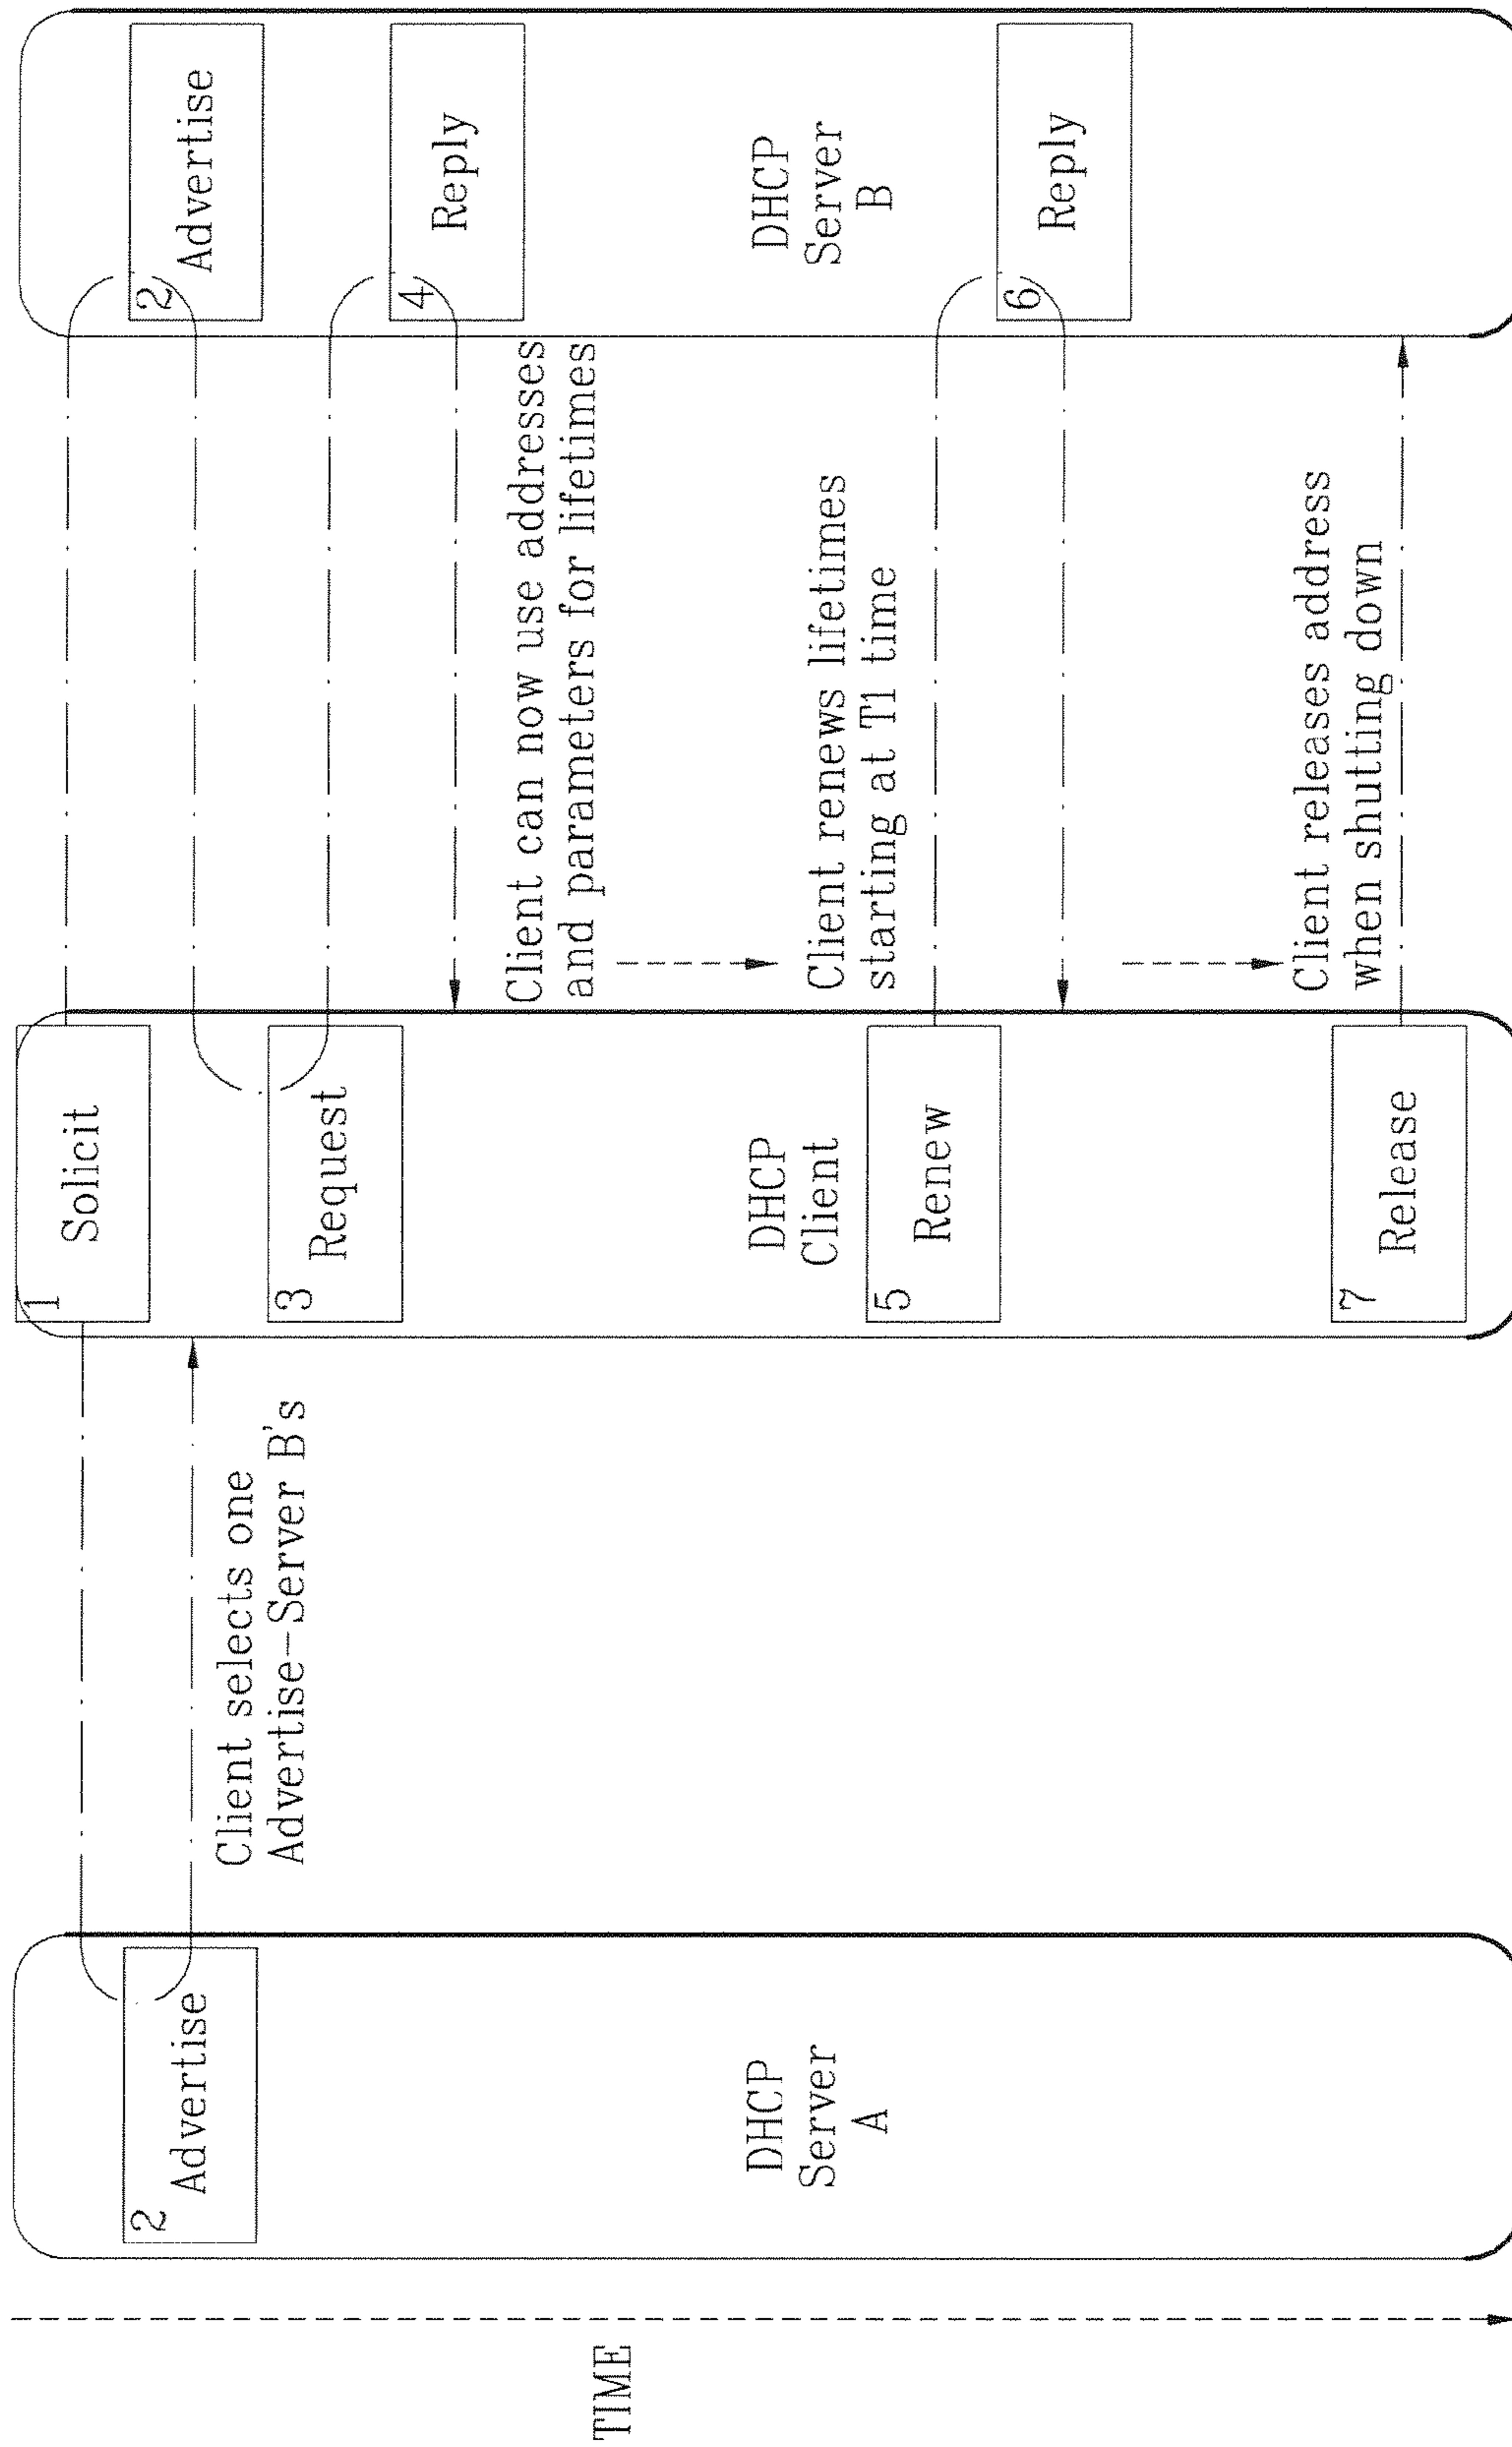 TIME
2
Advertise
DHCP
Server
A
Client selects one
Advertise-Server B's
1
Solicit
3
Request
DHCP
Client
5
Renew
7
Release
Client can now use addresses
and parameters for lifetimes
Client renews lifetimes
starting at T1 time
Client releases address
when shutting down
2
Advertise
4
Reply
DHCP
Server
B
6
Reply